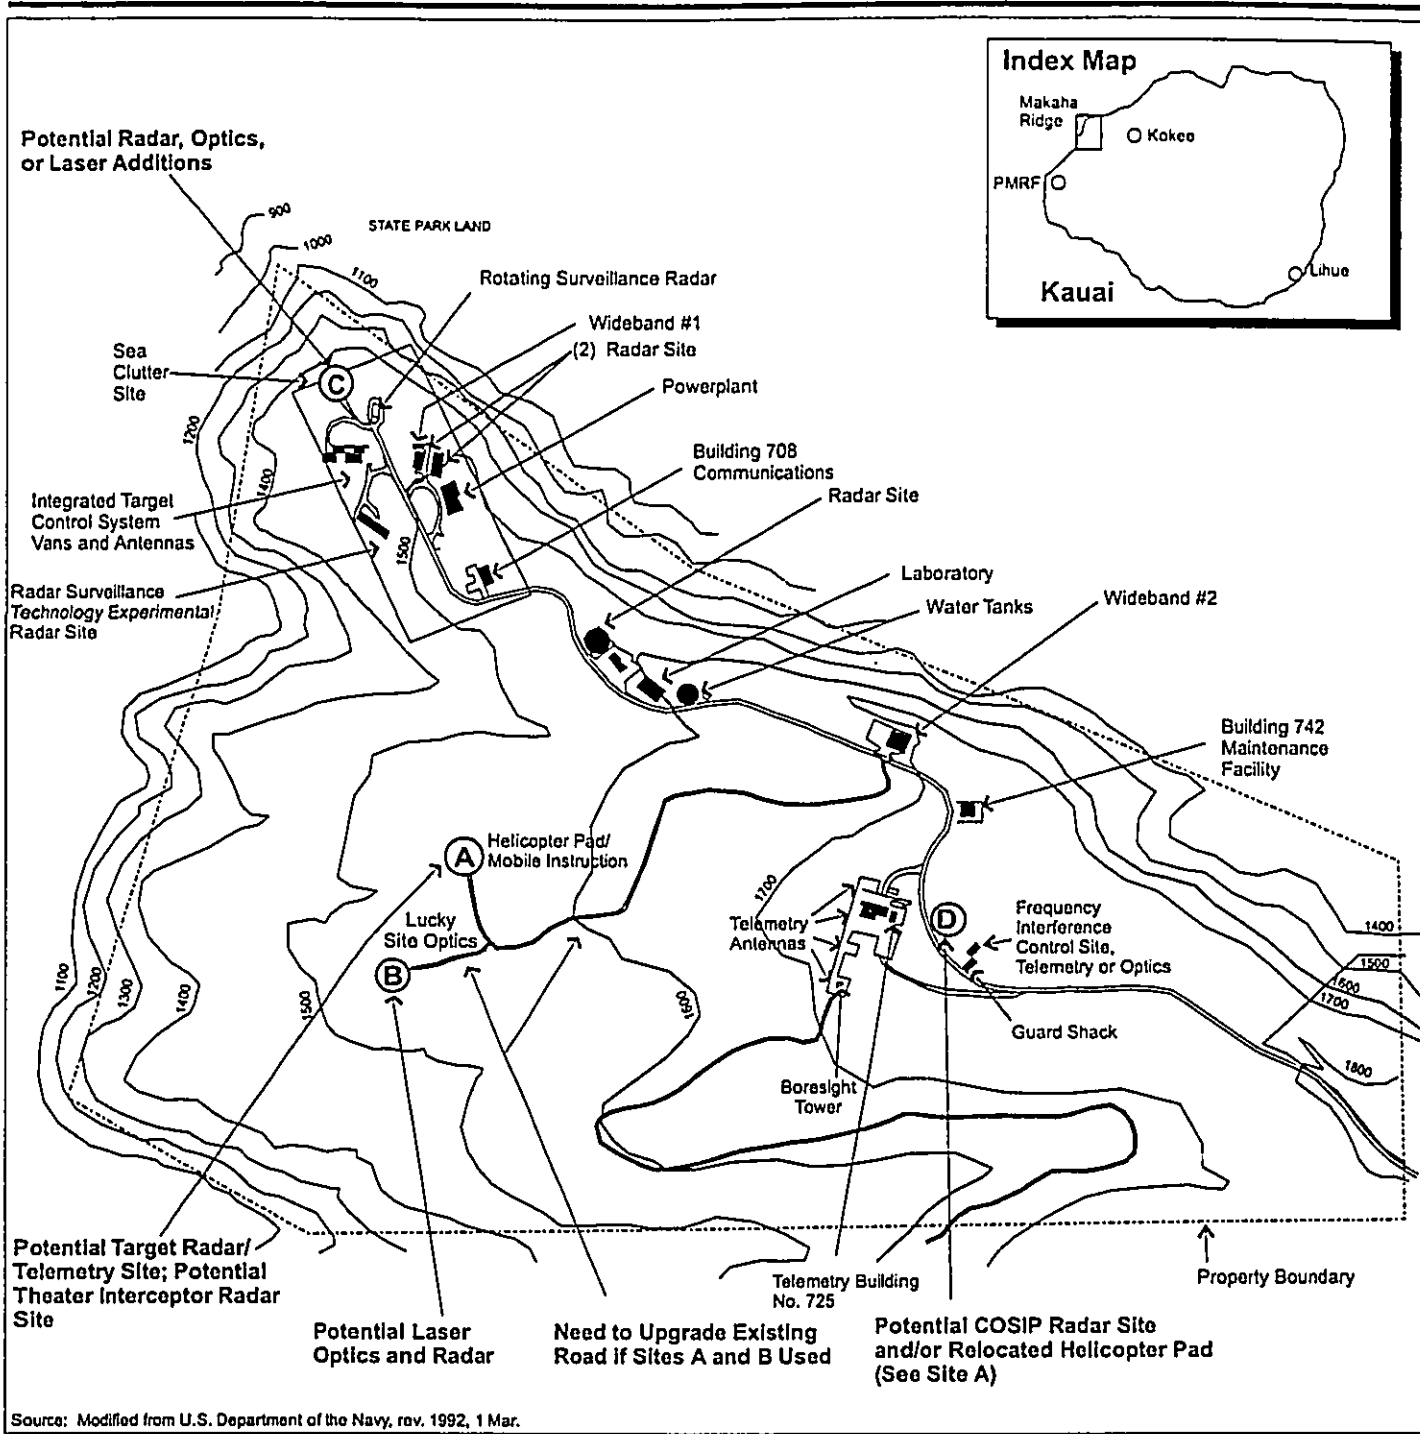 Index Map
Makaha
Ridge
Kokee
PMRF
Lihue
Kauai
Potential Radar, Optics,
or Laser Additions
900
STATE PARK LAND
1000
1100
Rotating Surveillance Radar
Wideband #1
(2) Radar Site
Sea
Clutter
Site
C
Powerplant
1200
Building 708
Communications
1400
Radar Site
Integrated Target
Control System
Vans and Antennas
1500
Laboratory
Radar Surveillance
Technology Experimental
Radar Site
Water Tanks
Wideband #2
Building 742
Maintenance
Facility
A
Helicopter Pad/
Mobile Instruction
1700
Lucky
Site Optics
Telemetry
Antennas
D
Frequency
Interference
Control Site,
Telemetry or Optics
1400
B
1500
1600
1700
1100
1200
1300
1400
1500
1600
Guard Shack
1800
Boresight
Tower
Potential Target Radar/
Telemetry Site; Potential
Theater Interceptor Radar
Site
Telemetry Building
No. 725
Property Boundary
Potential Laser
Optics and Radar
Need to Upgrade Existing
Road if Sites A and B Used
Potential COSIP Radar Site
and/or Relocated Helicopter Pad
(See Site A)
Source: Modified from U.S. Department of the Navy, rev. 1992, 1 Mar.